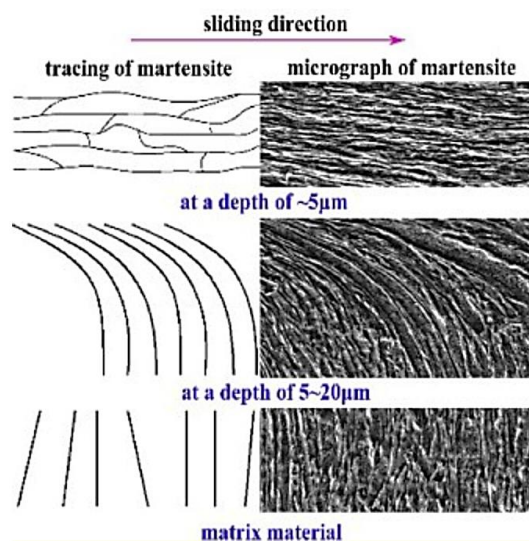 sliding direction
tracing of martensite micrograph of martensite
at a depth of ~5μm
at a depth of 5~20μm
matrix material